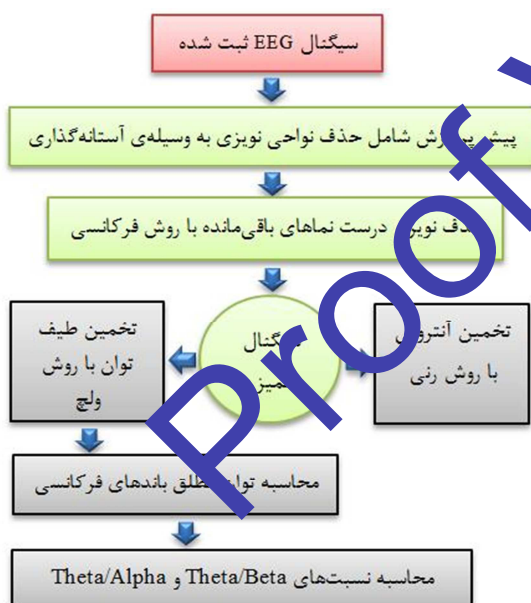 سیگنال EEG ثبت شده
پیش پردازش شامل حذف نواحی نویزی به وسیله‌ی آستانه‌گذاری
حذف نویز درست نماهای باقی‌مانده با روش فرکانسی
تخمین آنتروپی
با روش رنی
سیگنال
تمیز
تخمین طیف
توان با روش
ولچ
محاسبه توان مطلق باندهای فرکانسی
محاسبه نسبت‌های Theta/Beta و Theta/Alpha
Proof